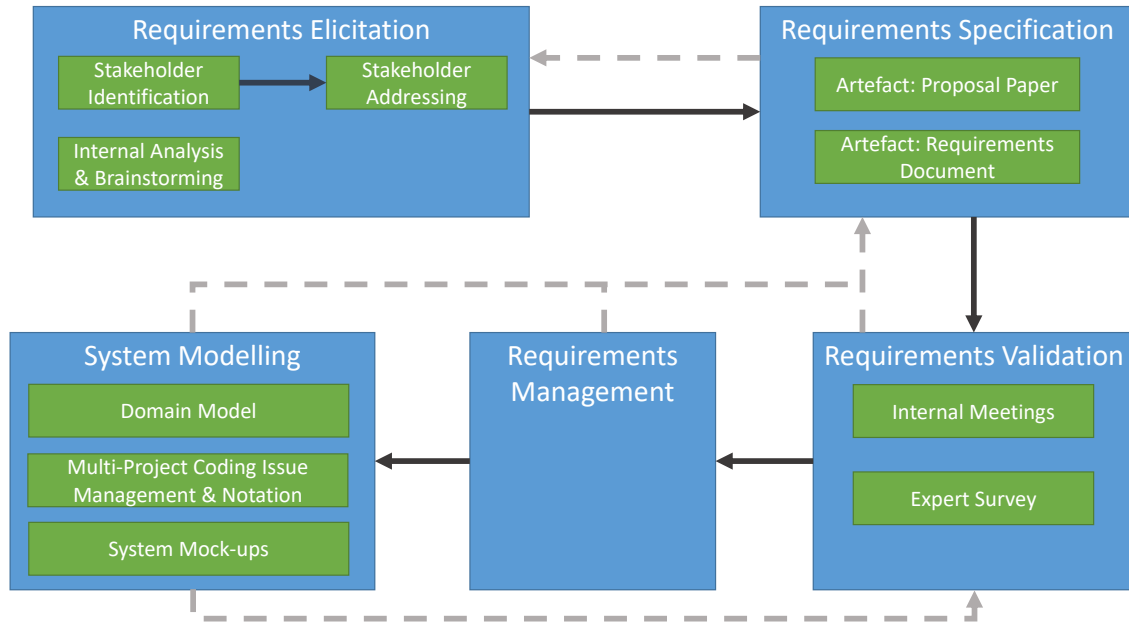 Requirements Elicitation
Stakeholder
Identification
Stakeholder
Addressing
Internal Analysis
& Brainstorming
Requirements Specification
Artefact: Proposal Paper
Artefact: Requirements
Document
System Modelling
Domain Model
Multi-Project Coding Issue
Management & Notation
System Mock-ups
Requirements
Management
Requirements Validation
Internal Meetings
Expert Survey